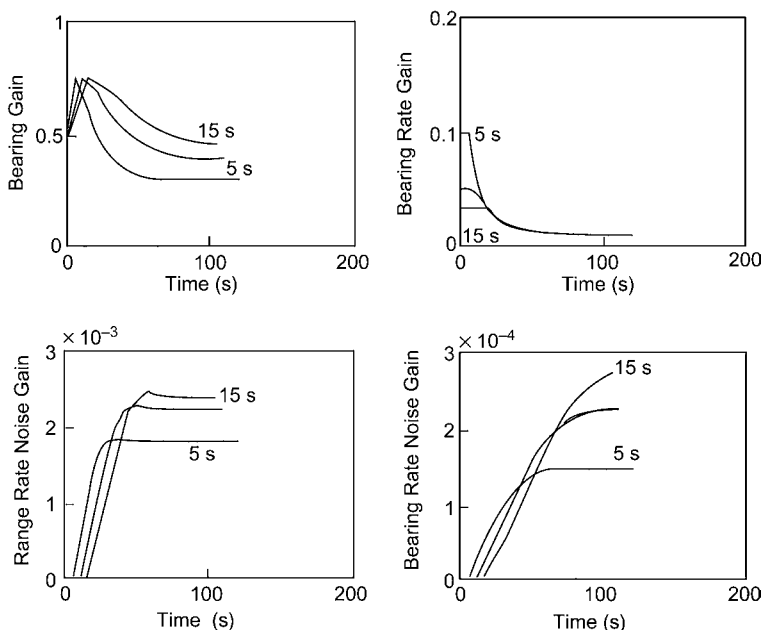 1
0.5
0
Bearing Gain
15 s
5 s
0 100 200
Time (s)
0.2
0.1
0
Bearing Rate Gain
5 s
15 s
0 100 200
Time (s)
× 10⁻³
3
2
1
0
Range Rate Noise Gain
15 s
5 s
0 100 200
Time (s)
× 10⁻⁴
3
2
1
0
Bearing Rate Noise Gain
15 s
5 s
0 100 200
Time (s)